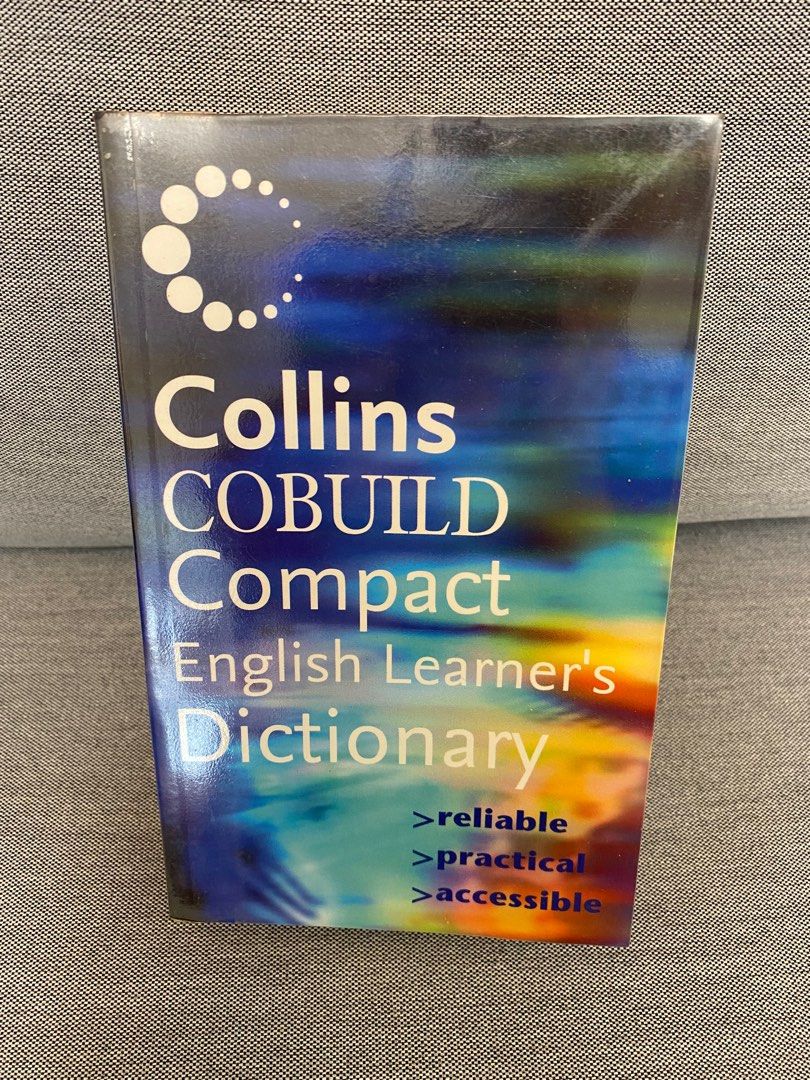 Collins
COBUILD
Compact
English Learner's
Dictionary
>reliable
>practical
>accessible